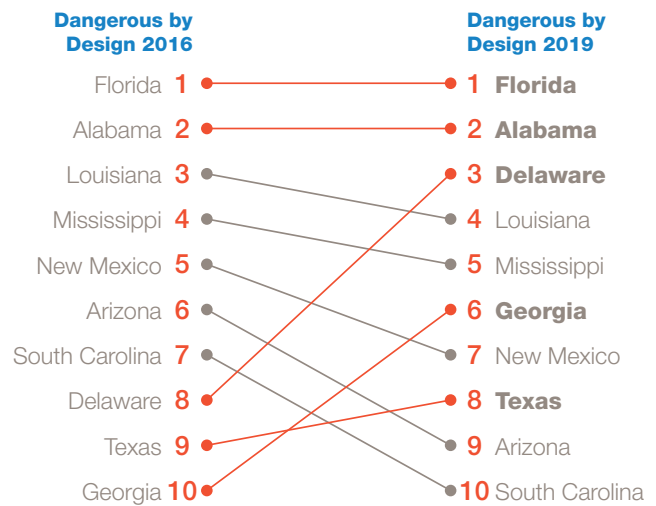 Dangerous by
Design 2016
Dangerous by
Design 2019
Florida 1
1 Florida
Alabama 2
2 Alabama
Louisiana 3
3 Delaware
Mississippi 4
4 Louisiana
New Mexico 5
5 Mississippi
Arizona 6
6 Georgia
South Carolina 7
7 New Mexico
Delaware 8
8 Texas
Texas 9
9 Arizona
Georgia 10
10 South Carolina